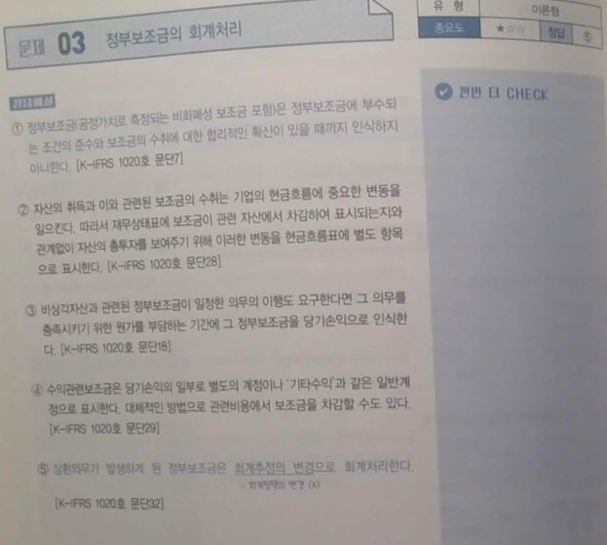 유 형 이론형
중요도 ★☆☆ 정답 ⑤
문제 03 정부보조금의 회계처리
정답해설
한번 더 CHECK
① 정부보조금(공정가치로 측정되는 비화폐성 보조금 포함)은 정부보조금에 부수되
는 조건의 준수와 보조금의 수취에 대한 합리적인 확신이 있을 때까지 인식하지
아니한다. [K-IFRS 1020호 문단7]
② 자산의 취득과 이와 관련된 보조금의 수취는 기업의 현금흐름에 중요한 변동을
일으킨다. 따라서 재무상태표에 보조금이 관련 자산에서 차감하여 표시되는지와
관계없이 자산의 총투자를 보여주기 위해 이러한 변동을 현금흐름표에 별도 항목
으로 표시한다. [K-IFRS 1020호 문단28]
③ 비상각자산과 관련된 정부보조금이 일정한 의무의 이행도 요구한다면 그 의무를
충족시키기 위한 원가를 부담하는 기간에 그 정부보조금을 당기손익으로 인식한
다. [K-IFRS 1020호 문단18]
④ 수익관련보조금은 당기손익의 일부로 별도의 계정이나 '기타수익'과 같은 일반계
정으로 표시한다. 대체적인 방법으로 관련비용에서 보조금을 차감할 수도 있다.
[K-IFRS 1020호 문단29]
⑤ 상환의무가 발생하게 된 정부보조금은 회계추정의 변경으로 회계처리한다.
→ 회계정책의 변경 (X)
[K-IFRS 1020호 문단32]